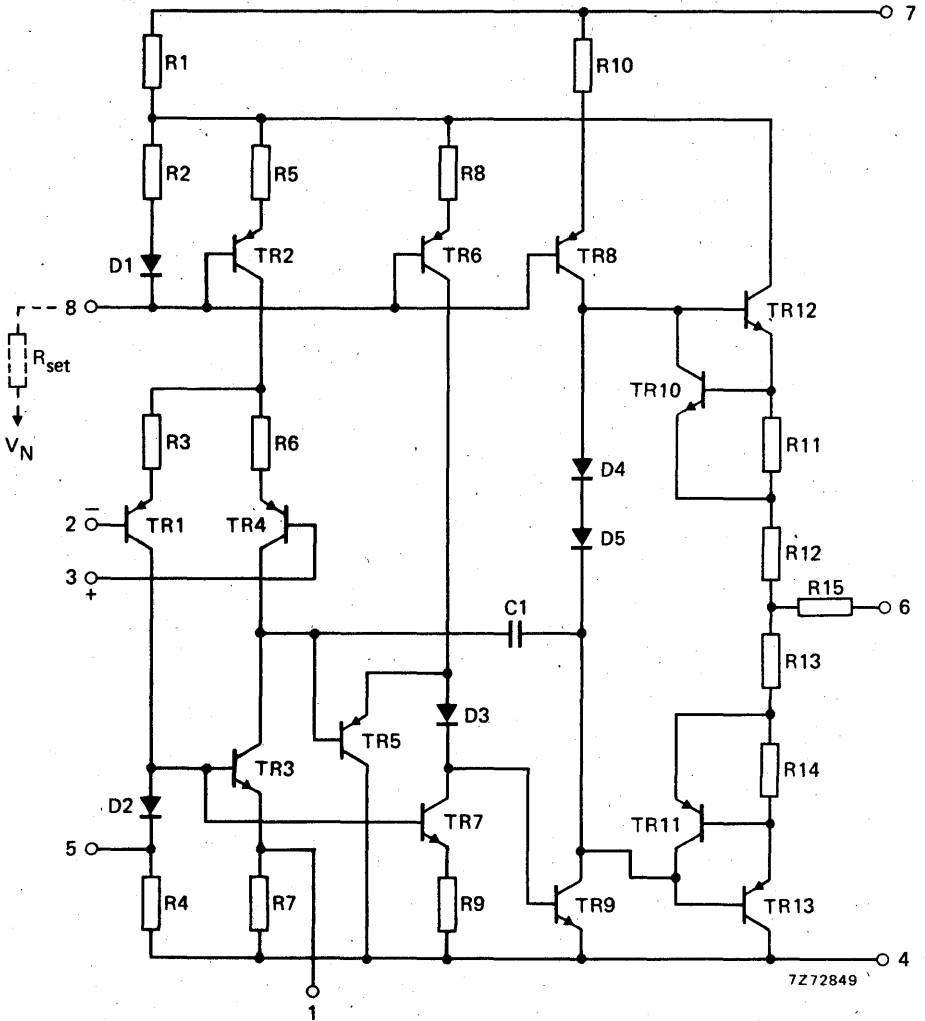 7
R1
R10
R2
R5
R8
D1
TR2
TR6
TR8
8
TR12
R set
TR10
VN
R3
R6
R11
D4
−
2
TR1
TR4
D5
R12
3
+
R15
C1
6
R13
D3
TR5
TR3
R14
D2
TR7
TR11
5
R4
R7
R9
TR9
TR13
4
7Z72849
1